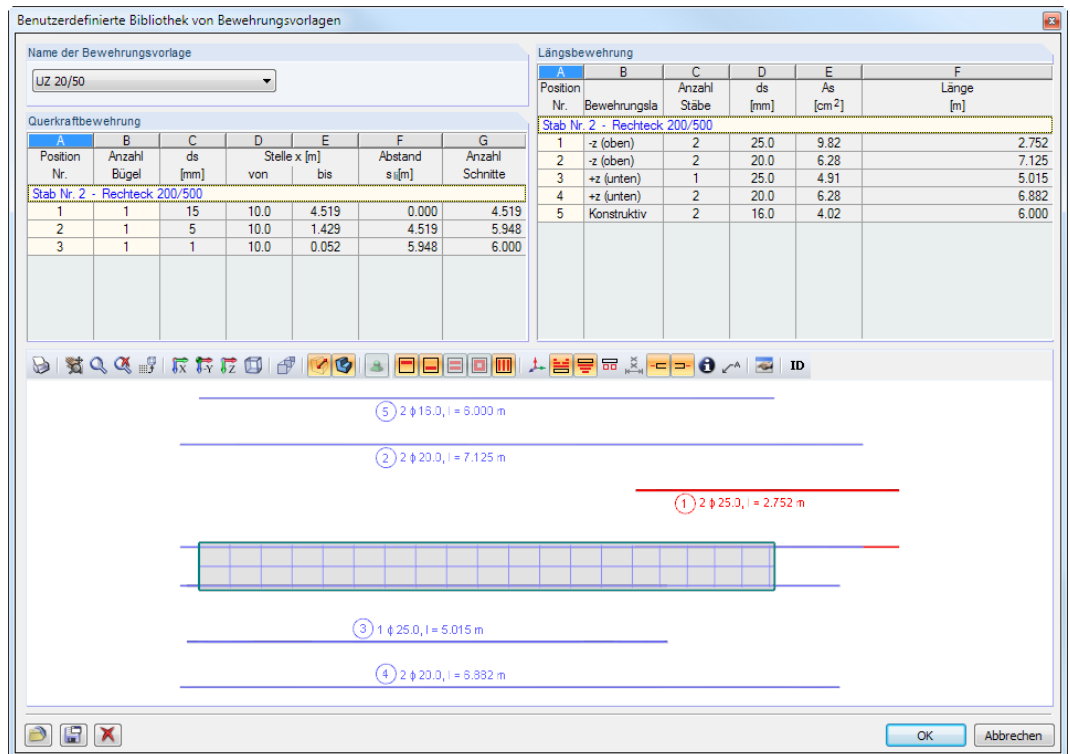 Benutzerdefinierte Bibliothek von Bewehrungsvorlagen
Name der Bewehrungsvorlage
UZ 20/50
Querkraftbewehrung
A B C D E F G
Position Anzahl ds Stelle x [m] Abstand Anzahl
Nr. Bügel [mm] von bis s li[m] Schnitte
Stab Nr. 2 - Rechteck 200/500
1 1 15 10.0 4.519 0.000 4.519
2 1 5 10.0 1.429 4.519 5.948
3 1 1 10.0 0.052 5.948 6.000
Längsbewehrung
A B C D E F
Position Anzahl ds As Länge
Nr. Bewehrungsla Stäbe [mm] [cm²] [m]
Stab Nr. 2 - Rechteck 200/500
1 -z (oben) 2 25.0 9.82 2.752
2 -z (oben) 2 20.0 6.28 7.125
3 +z (unten) 1 25.0 4.91 5.015
4 +z (unten) 2 20.0 6.28 6.882
5 Konstruktiv 2 16.0 4.02 6.000
X -Y Z X A ID
5 2 ϕ 16.0, l = 6.000 m
2 2 ϕ 20.0, l = 7.125 m
1 2 ϕ 25.0, l = 2.752 m
3 1 ϕ 25.0, l = 5.015 m
4 2 ϕ 20.0, l = 6.882 m
OK Abbrechen